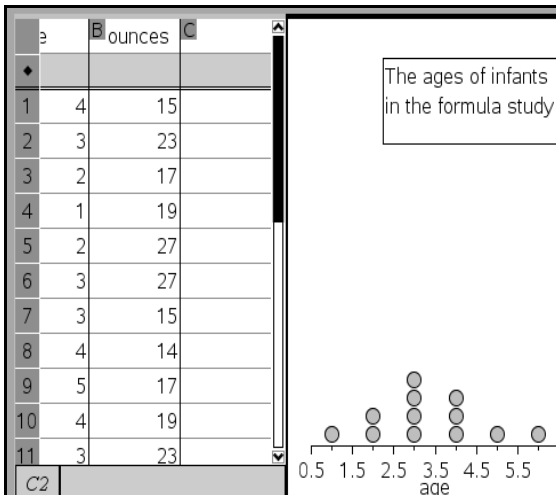 e B ounces C
◆
1 4 15
2 3 23
3 2 17
4 1 19
5 2 27
6 3 27
7 3 15
8 4 14
9 5 17
10 4 19
11 3 23
C2
The ages of infants
in the formula study
0.5 1.5 2.5 3.5 4.5 5.5
age